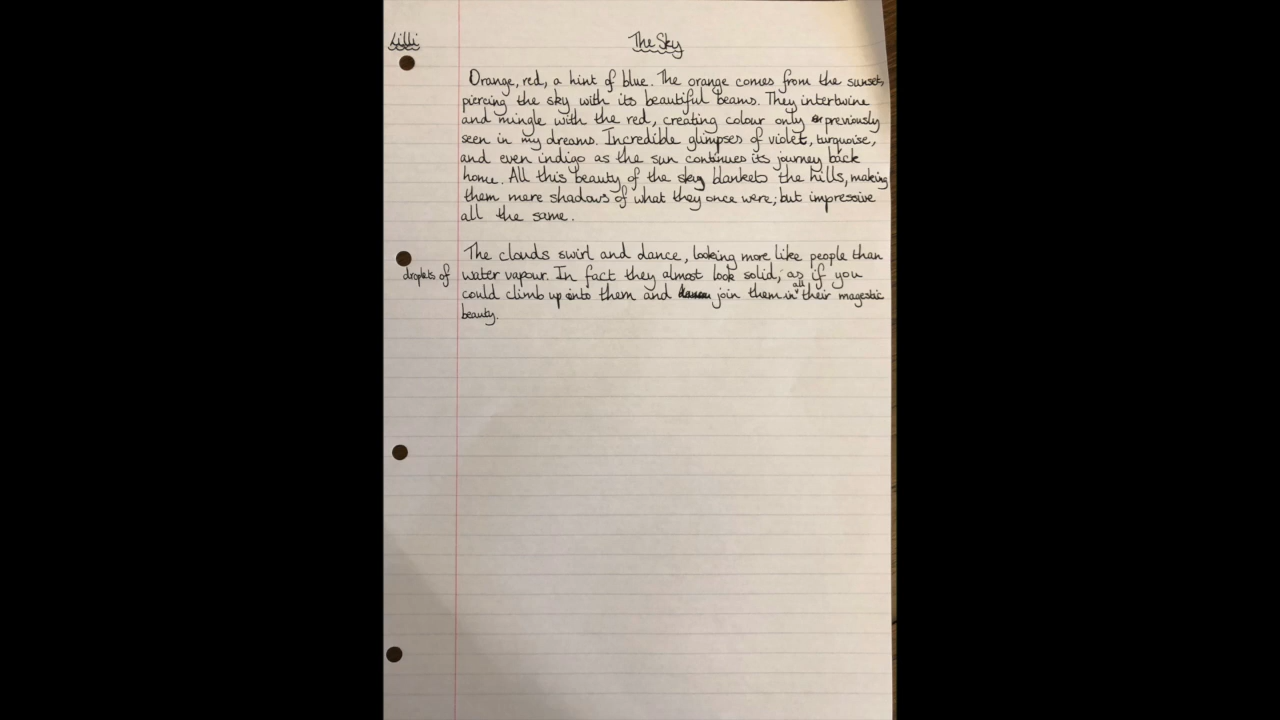 Lilli
The Sky
Orange, red, a hint of blue. The orange comes from the sunset,
piercing the sky with its beautiful beams. They intertwine
and mingle with the red, creating colour only previously
seen in my dreams. Incredible glimpses of violet, turquoise,
and even indigo as the sun continues its journey back
home. All this beauty of the sky blankets the hills, making
them mere shadows of what they once were; but impressive
all the same.
The clouds swirl and dance, looking more like people than
droplets of water vapour. In fact they almost look solid, as if you
could climb up onto them and join them in all their magestic
beauty.